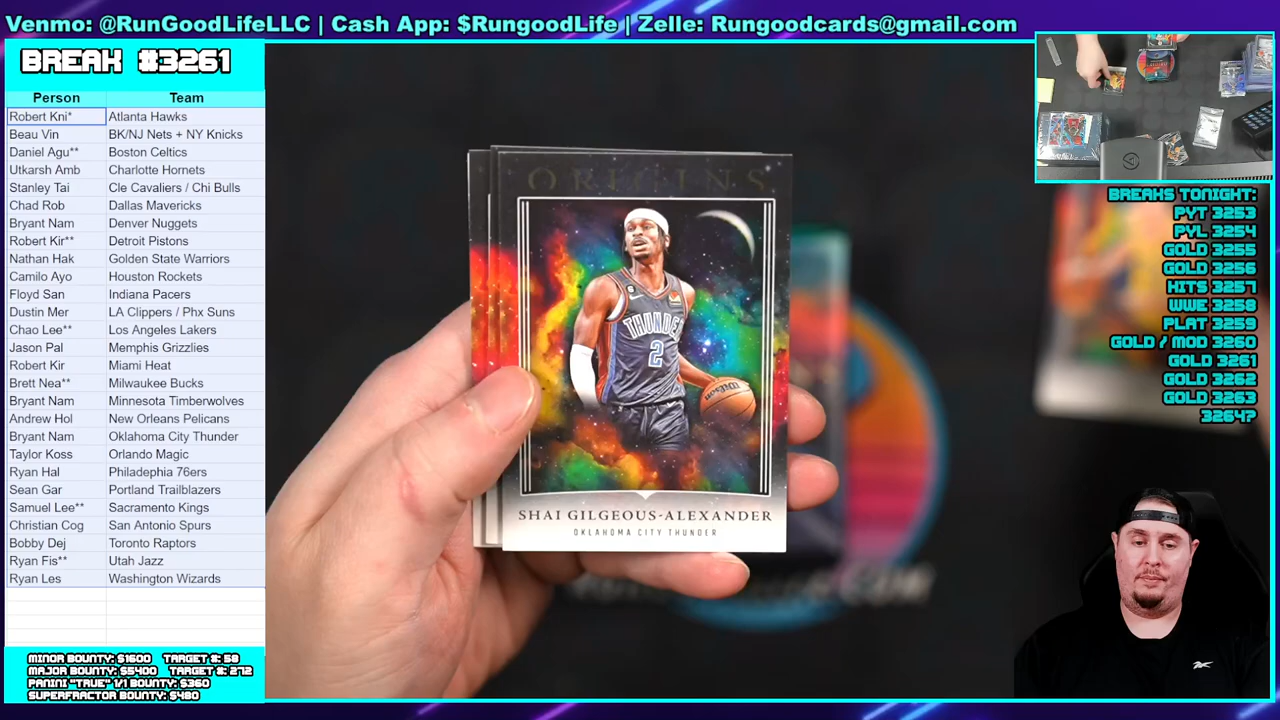 Venmo: @RunGoodLifeLLC | Cash App: $RungoodLife | Zelle: Rungoodcards@gmail.com
BREAK #3261
Person Team
Robert Kni* Atlanta Hawks
Beau Vin BK/NJ Nets + NY Knicks
Daniel Agu** Boston Celtics
Utkarsh Amb Charlotte Hornets
Stanley Tai Cle Cavaliers / Chi Bulls
Chad Rob Dallas Mavericks
Bryant Nam Denver Nuggets
Robert Kir** Detroit Pistons
Nathan Hak Golden State Warriors
Camilo Ayo Houston Rockets
Floyd San Indiana Pacers
Dustin Mer LA Clippers / Phx Suns
Chao Lee** Los Angeles Lakers
Jason Pal Memphis Grizzlies
Robert Kir Miami Heat
Brett Nea** Milwaukee Bucks
Bryant Nam Minnesota Timberwolves
Andrew Hol New Orleans Pelicans
Bryant Nam Oklahoma City Thunder
Taylor Koss Orlando Magic
Ryan Hal Philadephia 76ers
Sean Gar Portland Trailblazers
Samuel Lee** Sacramento Kings
Christian Cog San Antonio Spurs
Bobby Dej Toronto Raptors
Ryan Fis** Utah Jazz
Ryan Les Washington Wizards
MINOR BOUNTY: $1600 TARGET #: 58
MAJOR BOUNTY: $5400 TARGET #: 272
PANINI "TRUE" 1/1 BOUNTY: $360
SUPERFRACTOR BOUNTY: $480
ORIGINS
THUNDER
2
Wilson
SHAI GILGEOUS-ALEXANDER
OKLAHOMA CITY THUNDER
BREAKS TONIGHT:
PYT 3253
PYL 3254
GOLD 3255
GOLD 3256
HITS 3257
WWE 3258
PLAT 3259
GOLD / MOD 3260
GOLD 3261
GOLD 3262
GOLD 3263
3264?